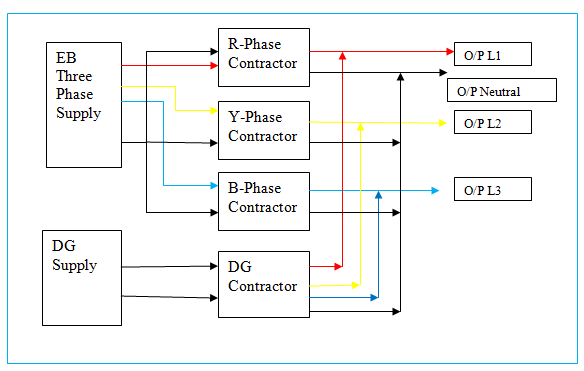 EB
Three
Phase
Supply
R-Phase
Contractor
O/P L1
O/P Neutral
Y-Phase
Contractor
O/P L2
B-Phase
Contractor
O/P L3
DG
Supply
DG
Contractor